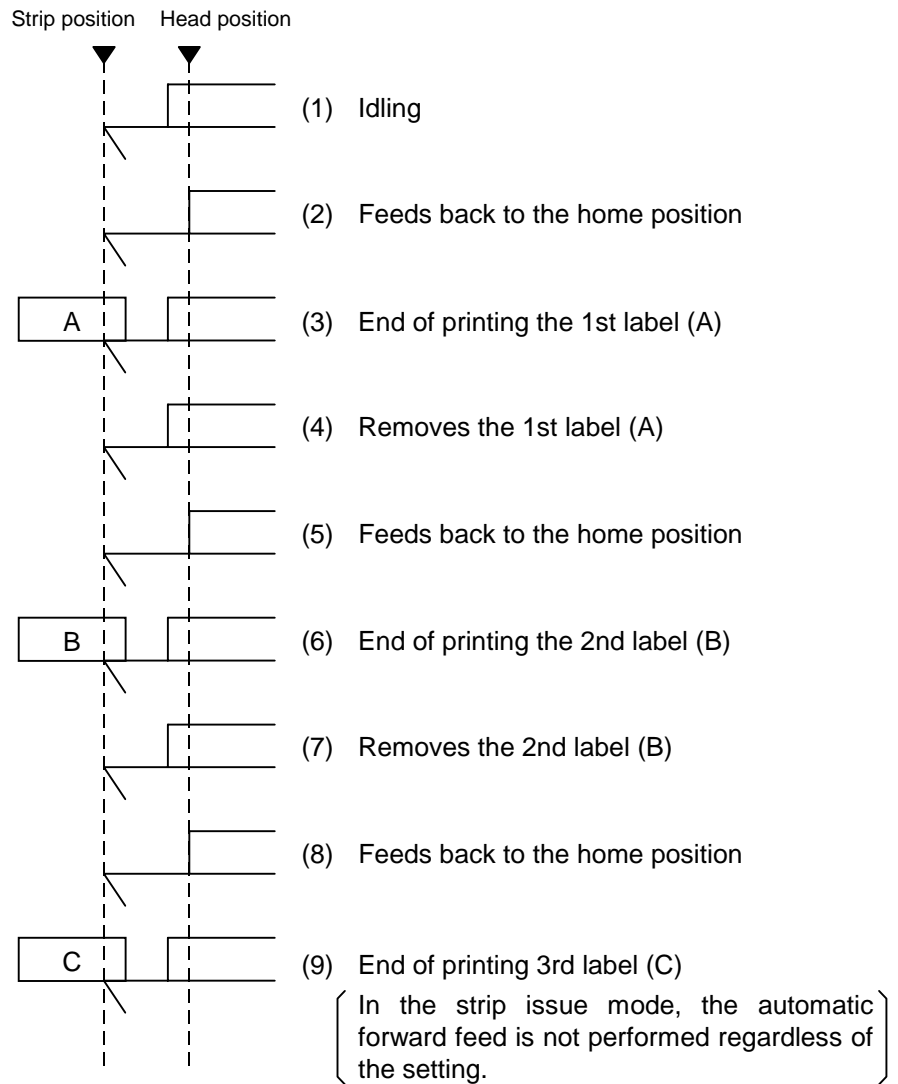 Strip position Head position
(1) Idling
(2) Feeds back to the home position
A
(3) End of printing the 1st label (A)
(4) Removes the 1st label (A)
(5) Feeds back to the home position
B
(6) End of printing the 2nd label (B)
(7) Removes the 2nd label (B)
(8) Feeds back to the home position
C
(9) End of printing 3rd label (C)
In the strip issue mode, the automatic
forward feed is not performed regardless of
the setting.